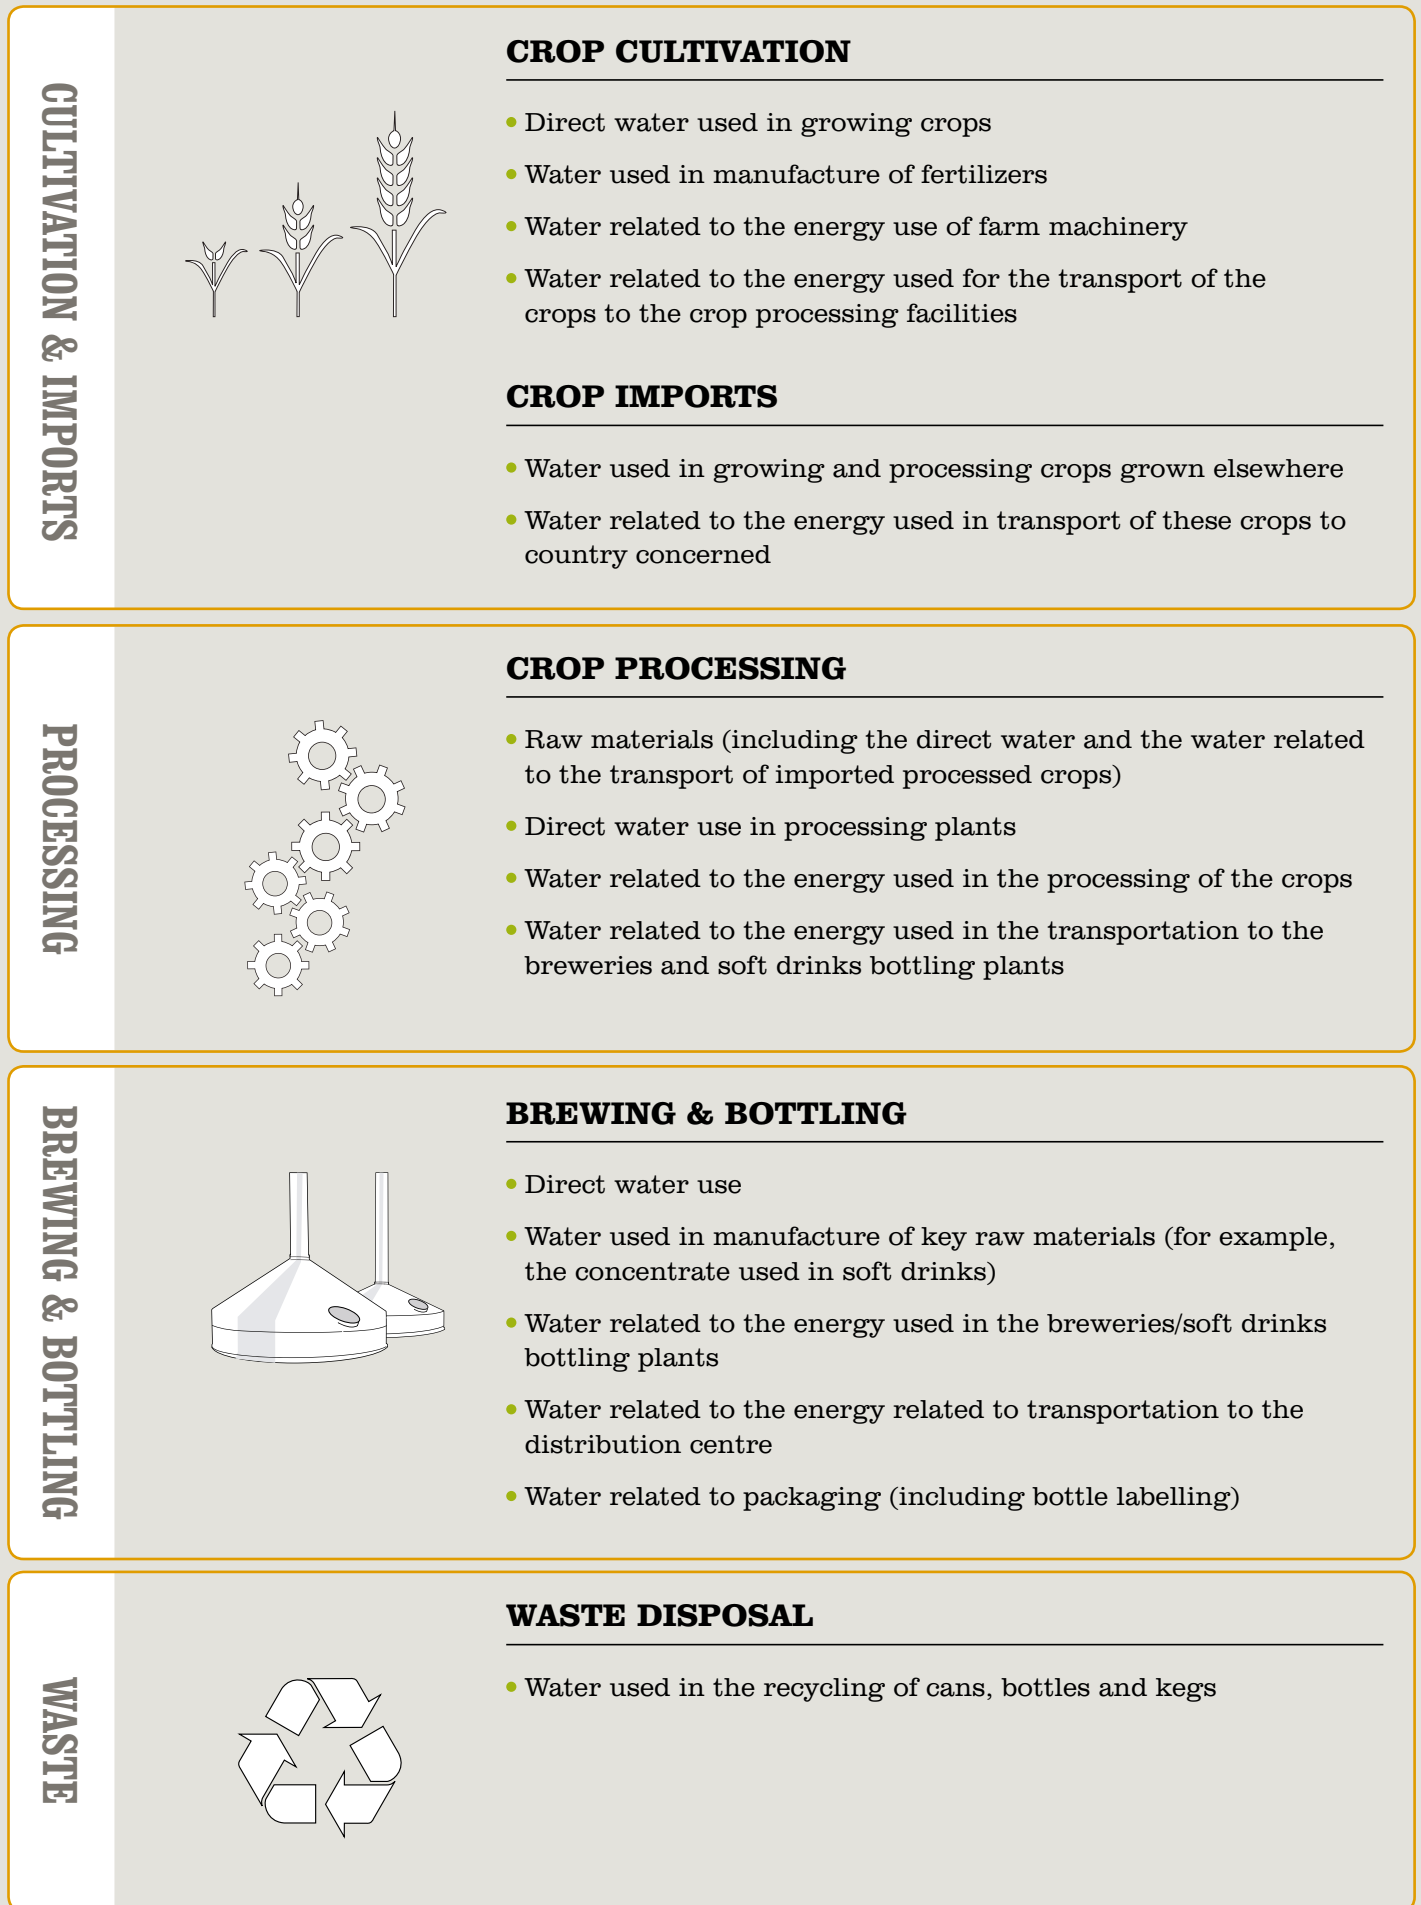 CULTIVATION & IMPORTS
CROP CULTIVATION
• Direct water used in growing crops
• Water used in manufacture of fertilizers
• Water related to the energy use of farm machinery
• Water related to the energy used for the transport of the
crops to the crop processing facilities
CROP IMPORTS
• Water used in growing and processing crops grown elsewhere
• Water related to the energy used in transport of these crops to
country concerned
PROCESSING
CROP PROCESSING
• Raw materials (including the direct water and the water related
to the transport of imported processed crops)
• Direct water use in processing plants
• Water related to the energy used in the processing of the crops
• Water related to the energy used in the transportation to the
breweries and soft drinks bottling plants
BREWING & BOTTLING
BREWING & BOTTLING
• Direct water use
• Water used in manufacture of key raw materials (for example,
the concentrate used in soft drinks)
• Water related to the energy used in the breweries/soft drinks
bottling plants
• Water related to the energy related to transportation to the
distribution centre
• Water related to packaging (including bottle labelling)
WASTE
WASTE DISPOSAL
• Water used in the recycling of cans, bottles and kegs